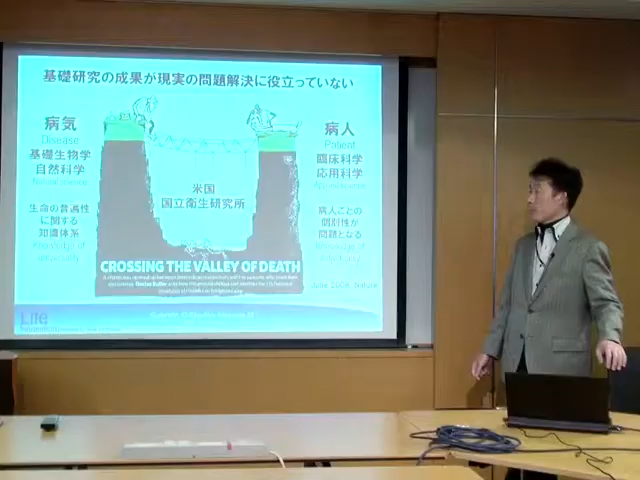 基礎研究の成果が現実の問題解決に役立っていない
病気
Disease
基礎生物学
自然科学
Natural science
生命の普遍性
に関する
知識体系
Knowledge of
universality
米国
国立衛生研究所
CROSSING THE VALLEY OF DEATH
病人
Patient
臨床科学
応用科学
Applied science
病人ごとの
個別性が
問題となる
Knowledge of
June 2008, Nature
Life